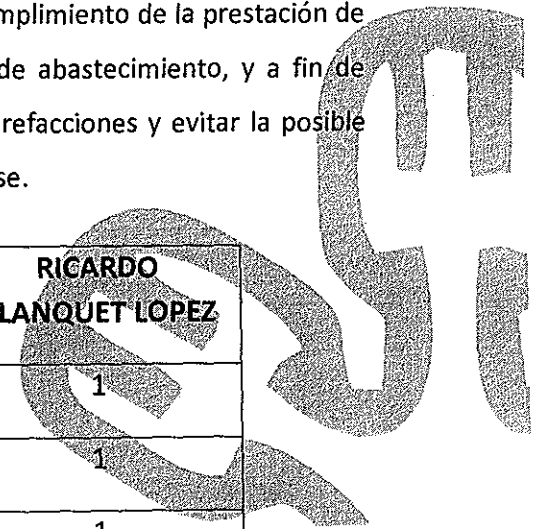 mplimiento de la prestación de
de abastecimiento, y a fin de
refacciones y evitar la posible
se.
RICARDO
LANQUET LOPEZ
1
1
1